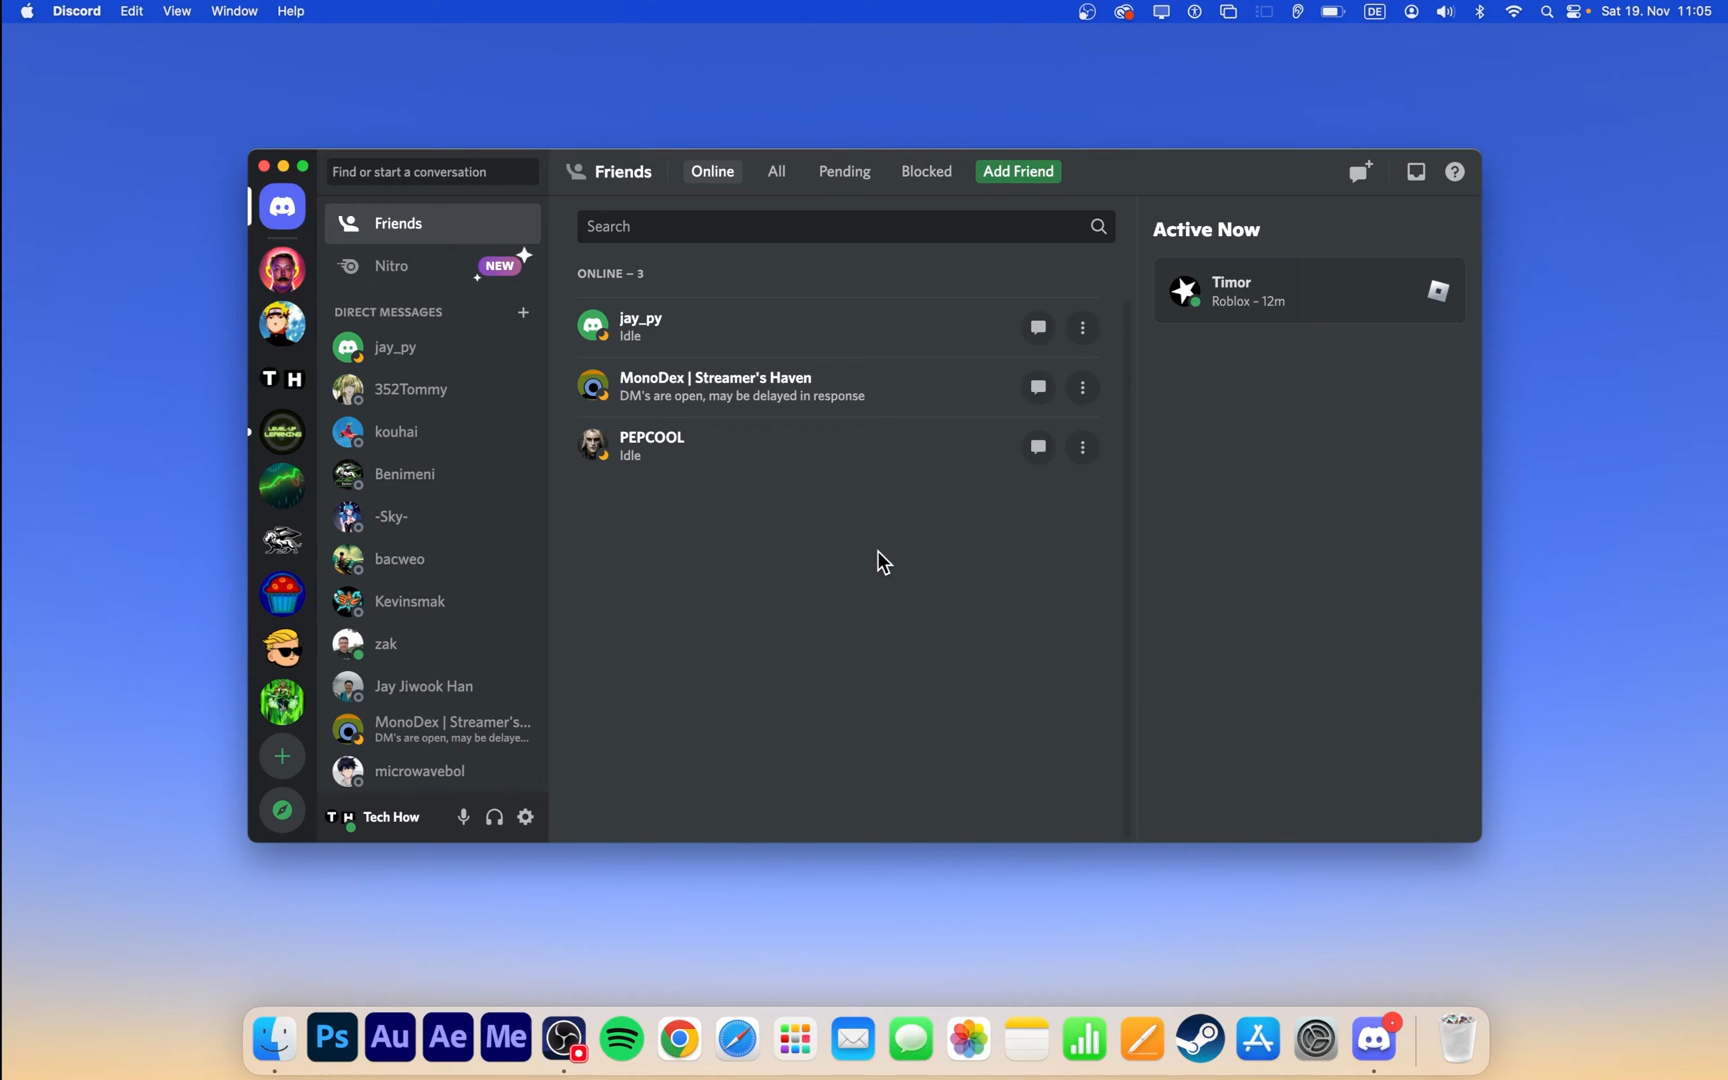 Discord Edit View Window Help
DE Sat 19. Nov 11:05
Find or start a conversation
Friends Online All Pending Blocked Add Friend
Friends
Nitro NEW
DIRECT MESSAGES +
jay_py
352Tommy
kouhai
Benimeni
-Sky-
bacweo
Kevinsmak
zak
Jay Jiwook Han
MonoDex | Streamer's...
DM's are open, may be delaye...
microwavebol
T H Tech How
T H
LEVEL-UP
LEARNING
Search
ONLINE – 3
jay_py
Idle
MonoDex | Streamer's Haven
DM's are open, may be delayed in response
PEPCOOL
Idle
Active Now
Timor
Roblox – 12m
Ps Au Ae Me